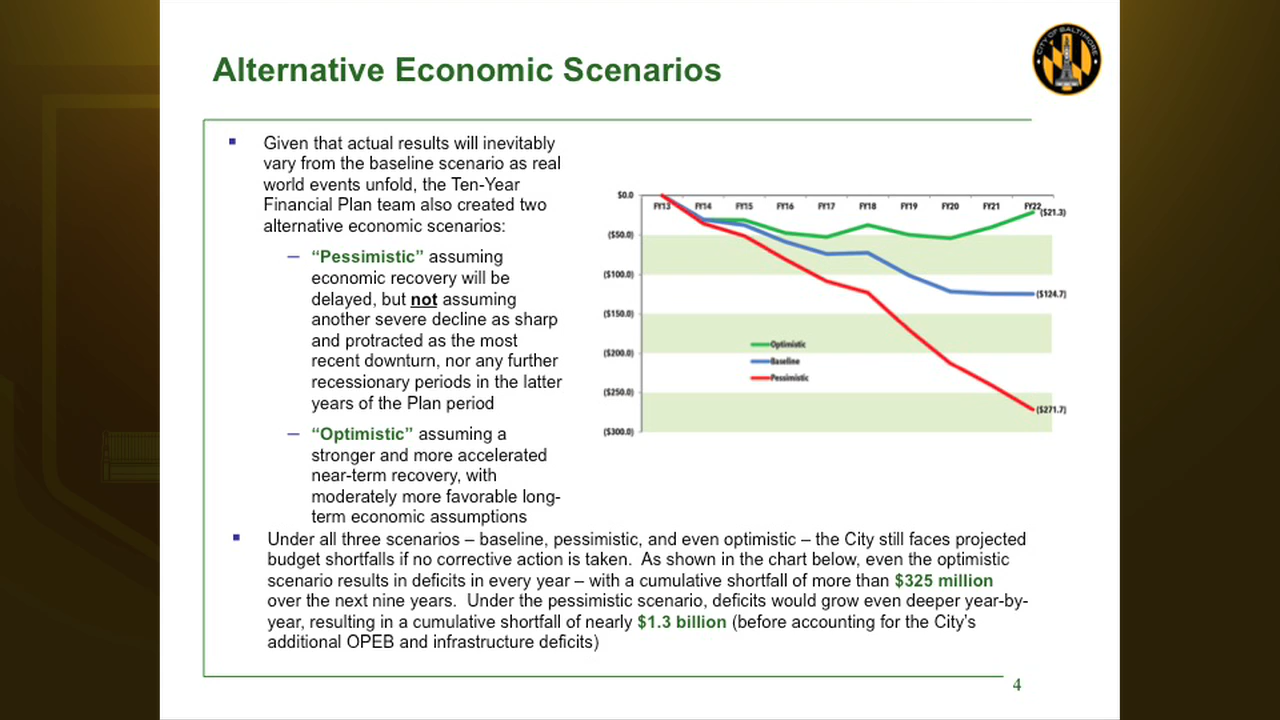 Alternative Economic Scenarios
CITY OF BALTIMORE
▪ Given that actual results will inevitably
vary from the baseline scenario as real
world events unfold, the Ten-Year
Financial Plan team also created two
alternative economic scenarios:
– “Pessimistic” assuming
economic recovery will be
delayed, but not assuming
another severe decline as sharp
and protracted as the most
recent downturn, nor any further
recessionary periods in the latter
years of the Plan period
– “Optimistic” assuming a
stronger and more accelerated
near-term recovery, with
moderately more favorable long-
term economic assumptions
$0.0
FY13 FY14 FY15 FY16 FY17 FY18 FY19 FY20 FY21 FY22
($21.3)
($50.0)
($100.0)
($124.7)
($150.0)
Optimistic
($200.0)
Baseline
Pessimistic
($250.0)
($271.7)
($300.0)
▪ Under all three scenarios – baseline, pessimistic, and even optimistic – the City still faces projected
budget shortfalls if no corrective action is taken. As shown in the chart below, even the optimistic
scenario results in deficits in every year – with a cumulative shortfall of more than $325 million
over the next nine years. Under the pessimistic scenario, deficits would grow even deeper year-by-
year, resulting in a cumulative shortfall of nearly $1.3 billion (before accounting for the City’s
additional OPEB and infrastructure deficits)
4